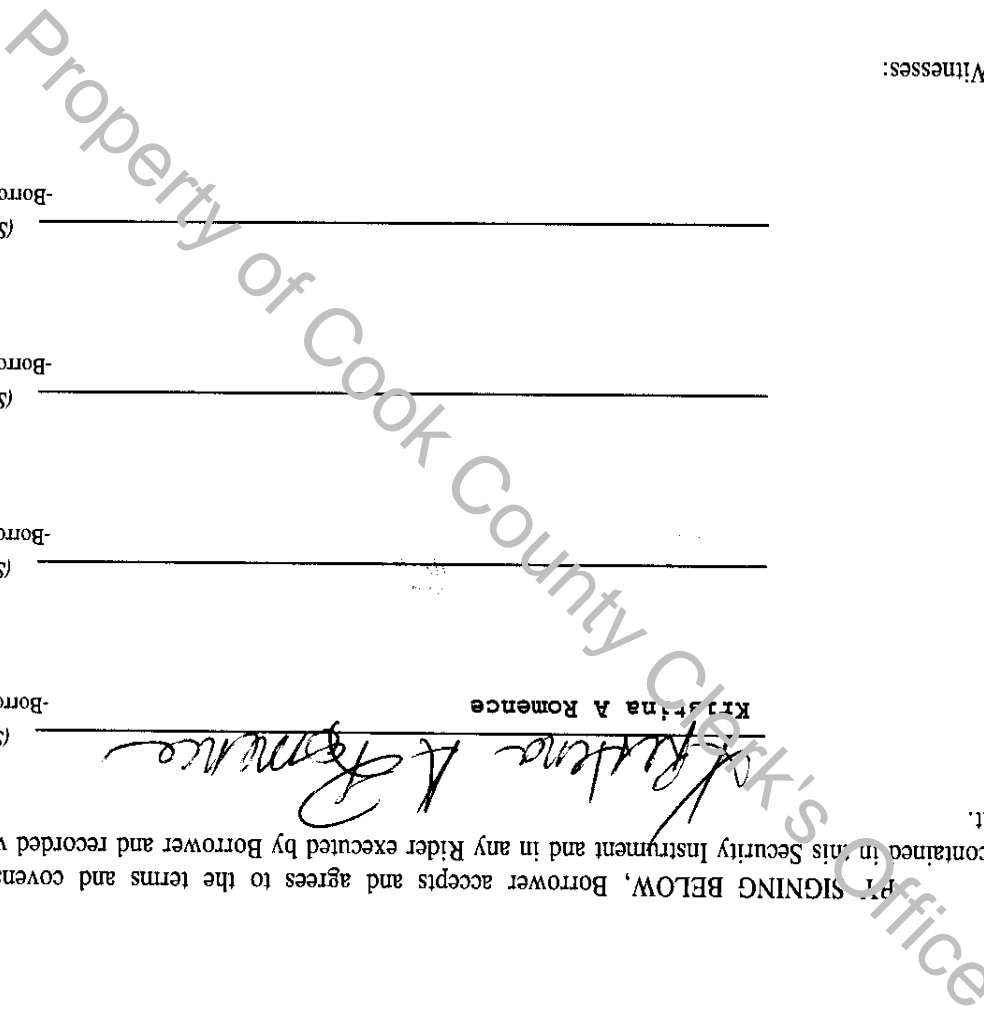 BY SIGNING BELOW, Borrower accepts and agrees to the terms and covena
contained in this Security Instrument and in any Rider executed by Borrower and recorded w
t.
Kristina A Romence
(S
Kristina A Romence
-Borro
(S
-Borro
(S
-Borro
(S
-Borro
Witnesses:
Property of Cook County Clerk's Office